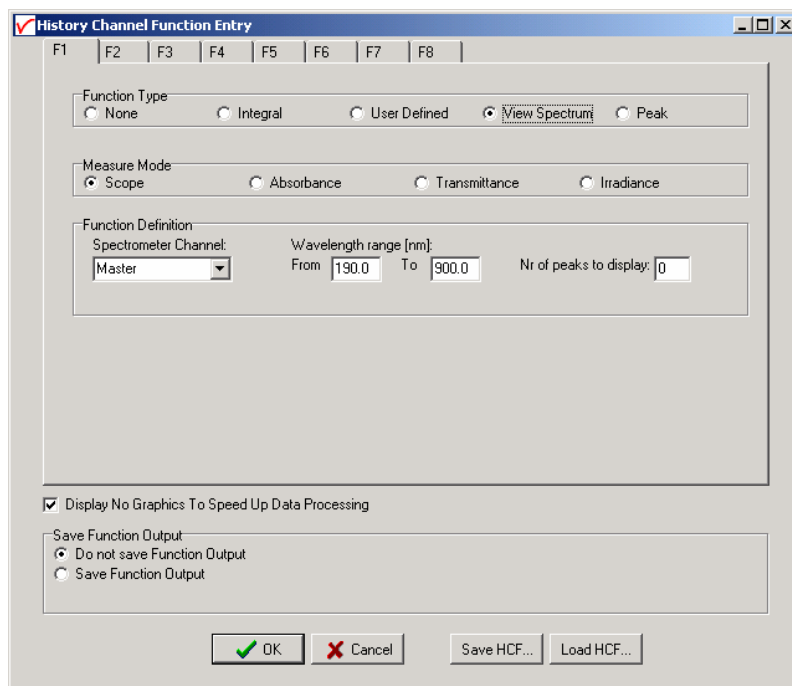 History Channel Function Entry
F1 F2 F3 F4 F5 F6 F7 F8
Function Type
None Integral User Defined View Spectrum Peak
Measure Mode
Scope Absorbance Transmittance Irradiance
Function Definition
Spectrometer Channel: Wavelength range [nm]:
Master From 190.0 To 900.0 Nr of peaks to display: 0
Display No Graphics To Speed Up Data Processing
Save Function Output
Do not save Function Output
Save Function Output
OK Cancel Save HCF... Load HCF...